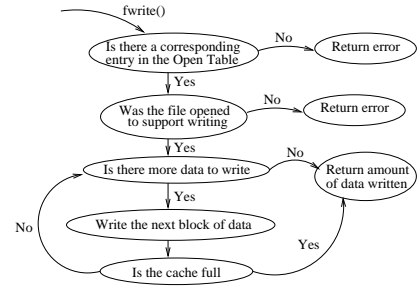 fwrite()
Is there a corresponding
entry in the Open Table
No
Return error
Yes
Was the file opened
to support writing
No
Return error
Yes
Is there more data to write
No
Return amount
of data written
Yes
Write the next block of data
No
Yes
Is the cache full